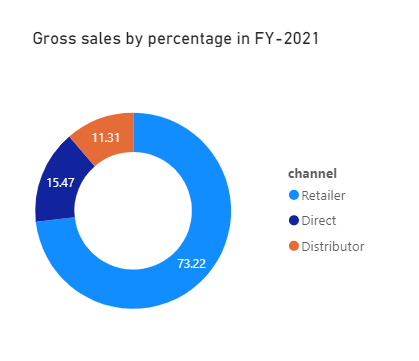 Gross sales by percentage in FY-2021
11.31
15.47
73.22
channel
Retailer
Direct
Distributor